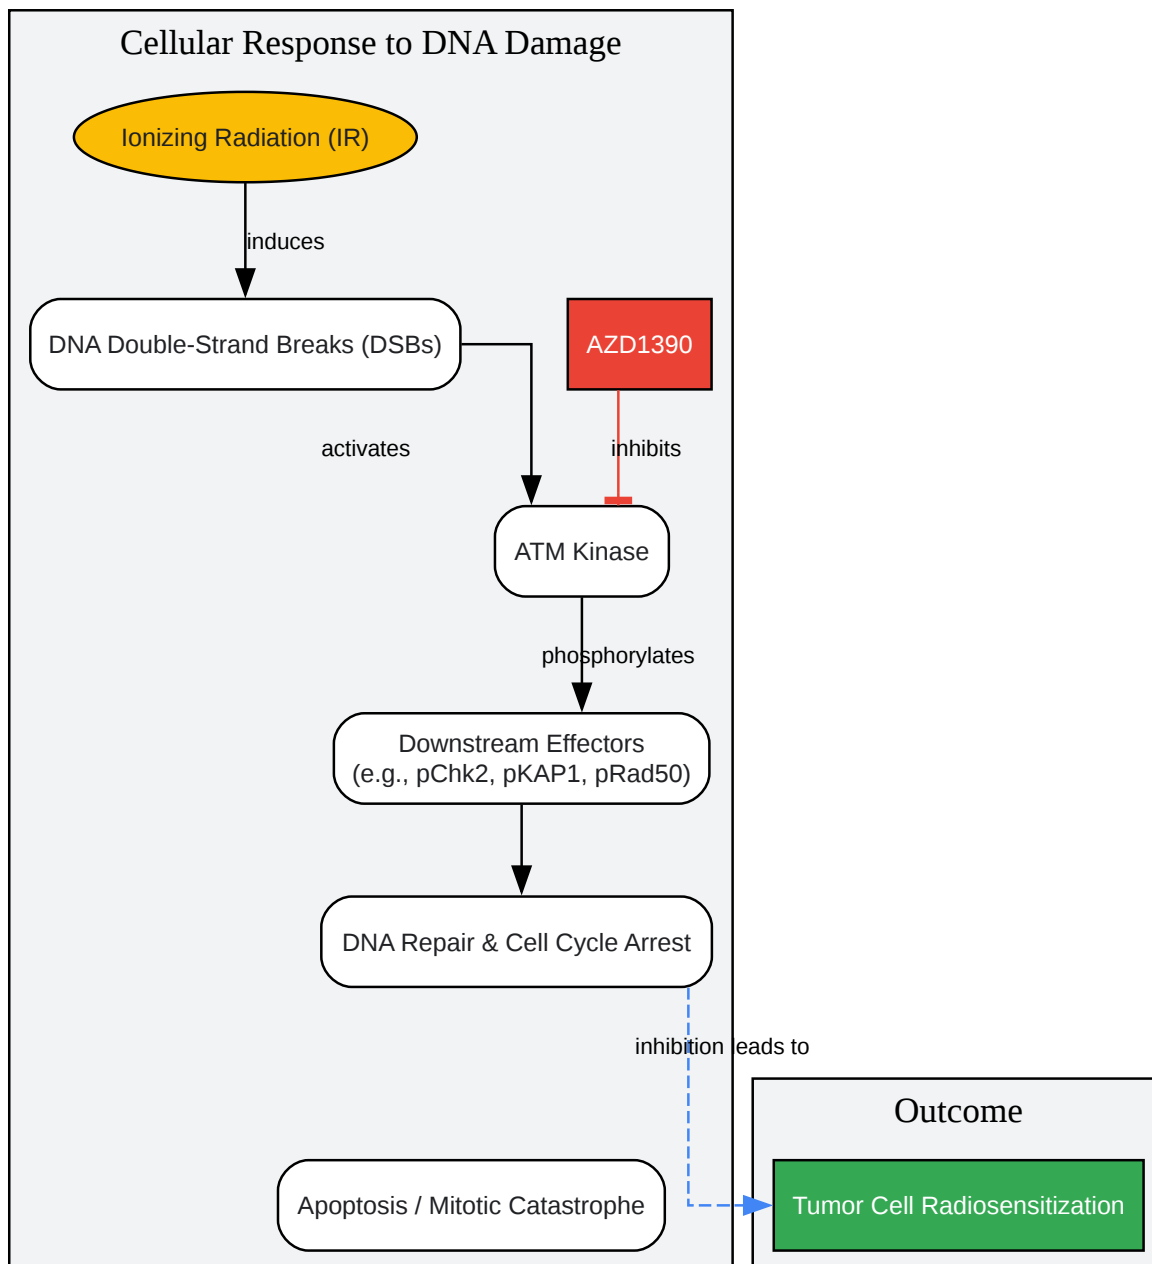 Cellular Response to DNA Damage
Ionizing Radiation (IR)
induces
DNA Double-Strand Breaks (DSBs)
AZD1390
activates
inhibits
ATM Kinase
phosphorylates
Downstream Effectors
(e.g., pChk2, pKAP1, pRad50)
DNA Repair & Cell Cycle Arrest
inhibition leads to
Outcome
Apoptosis / Mitotic Catastrophe
Tumor Cell Radiosensitization